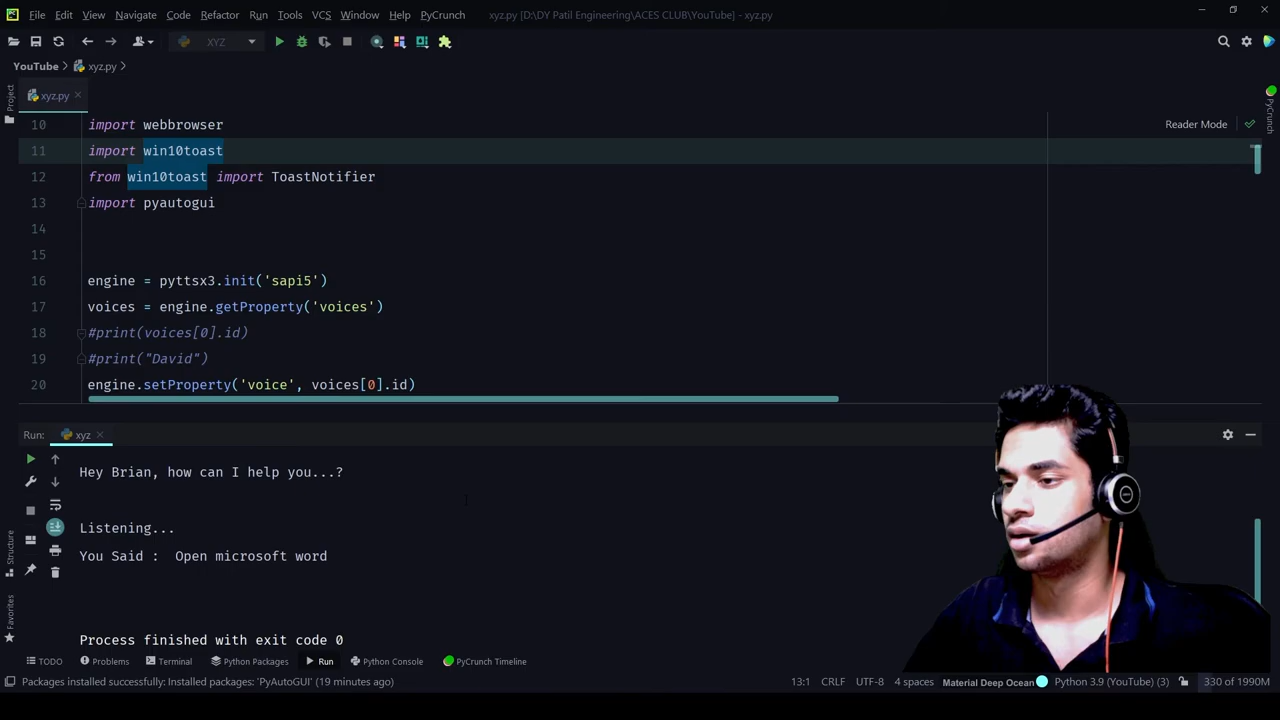 File Edit View Navigate Code Refactor Run Tools VCS Window Help PyCrunch xyz.py [D:\DY Patil Engineering\ACES CLUB\YouTube] - xyz.py
XYZ
YouTube xyz.py
Project
xyz.py
PyCrunch
Reader Mode
10 import webbrowser
11 import win10toast
12 from win10toast import ToastNotifier
13 import pyautogui
14
15
16 engine = pyttsx3.init('sapi5')
17 voices = engine.getProperty('voices')
18 #print(voices[0].id)
19 #print("David")
20 engine.setProperty('voice', voices[0].id)
Run: xyz
Hey Brian, how can I help you...?
Listening...
You Said : Open microsoft word
Process finished with exit code 0
Structure
Favorites
TODO Problems Terminal Python Packages Run Python Console PyCrunch Timeline
Packages installed successfully: Installed packages: 'PyAutoGUI' (19 minutes ago) 13:1 CRLF UTF-8 4 spaces Material Deep Ocean Python 3.9 (YouTube) (3) 330 of 1990M